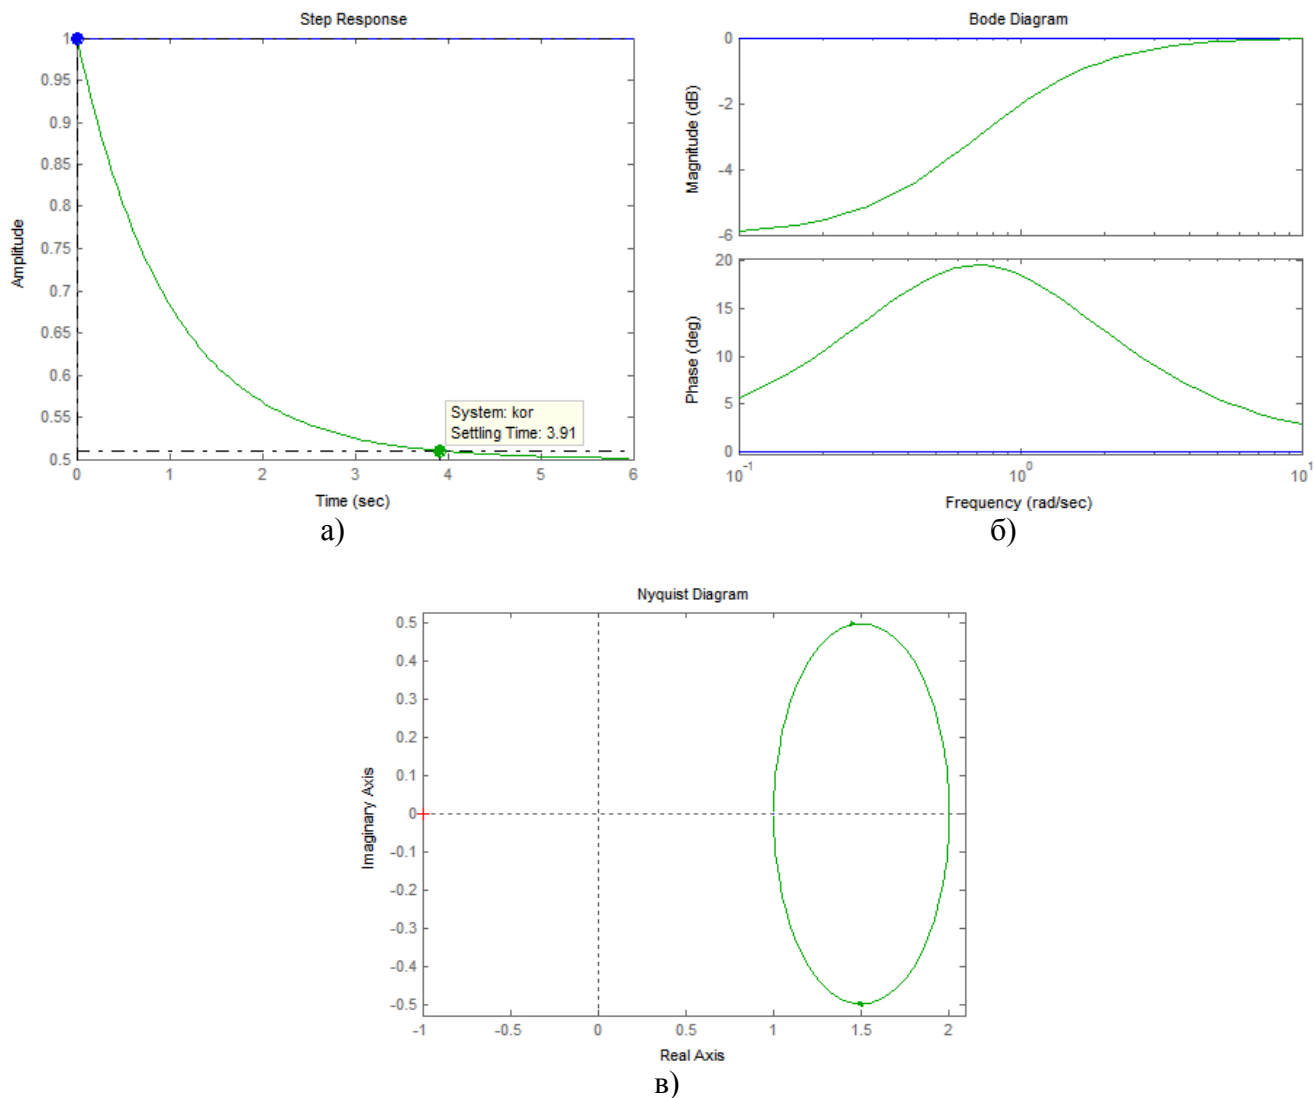 Step Response
Amplitude
1
0.95
0.9
0.85
0.8
0.75
0.7
0.65
0.6
0.55
0.5
System: kor
Settling Time: 3.91
0 1 2 3 4 5 6
Time (sec)
а)
Bode Diagram
Magnitude (dB)
0
-2
-4
-6
Phase (deg)
20
15
10
5
0
10-1 100 101
Frequency (rad/sec)
б)
Nyquist Diagram
Imaginary Axis
0.5
0.4
0.3
0.2
0.1
0
-0.1
-0.2
-0.3
-0.4
-0.5
-1 -0.5 0 0.5 1 1.5 2
Real Axis
в)